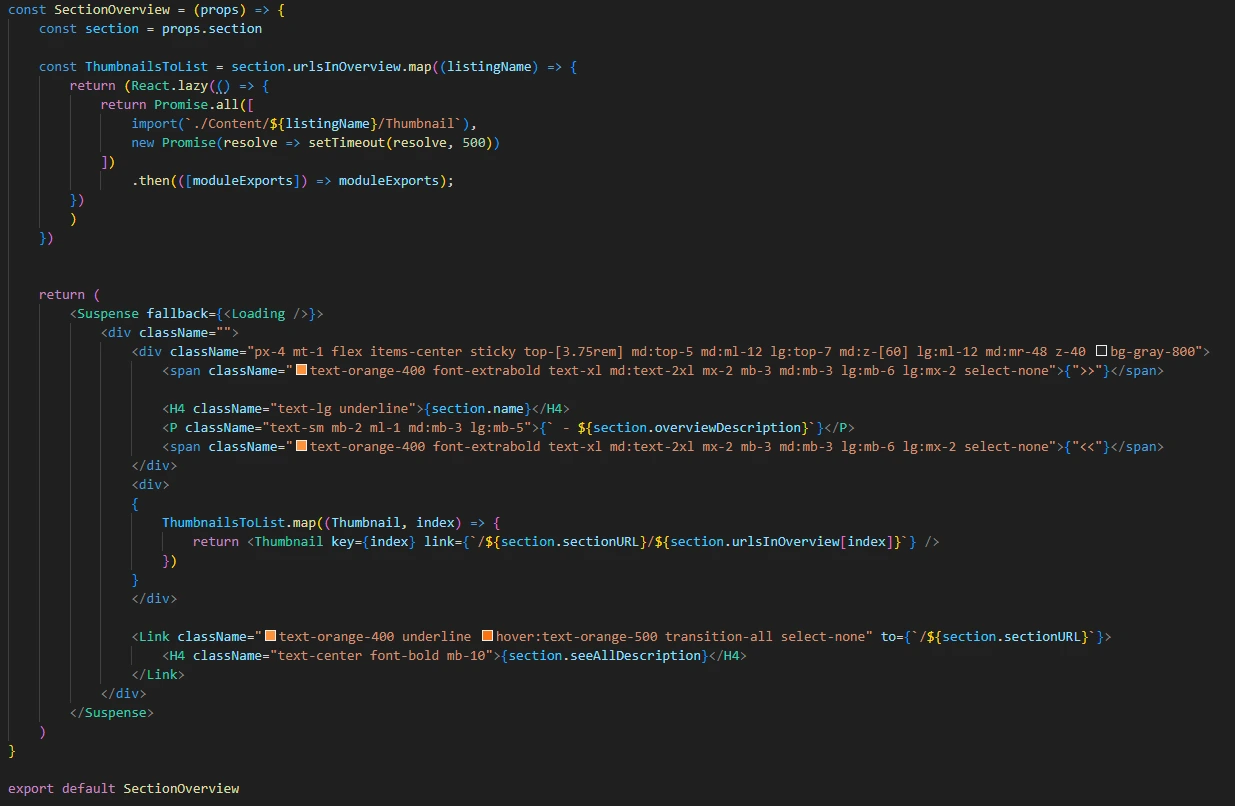 const SectionOverview = (props) => {
    const section = props.section

    const ThumbnailsToList = section.urlsInOverview.map((listingName) => {
        return (React.lazy(() => {
            return Promise.all([
                import(`./Content/${listingName}/Thumbnail`),
                new Promise(resolve => setTimeout(resolve, 500))
            ])
                .then(([moduleExports]) => moduleExports);
        })
        )
    })


    return (
        <Suspense fallback={<Loading />}>
            <div className="">
                <div className="px-4 mt-1 flex items-center sticky top-[3.75rem] md:top-5 md:ml-12 lg:top-7 md:z-[60] lg:ml-12 md:mr-48 z-40 bg-gray-800">
                    <span className="text-orange-400 font-extrabold text-xl md:text-2xl mx-2 mb-3 md:mb-3 lg:mb-6 lg:mx-2 select-none">{">>"}</span>

                    <H4 className="text-lg underline">{section.name}</H4>
                    <P className="text-sm mb-2 ml-1 md:mb-3 lg:mb-5">{` - ${section.overviewDescription}`}</P>
                    <span className="text-orange-400 font-extrabold text-xl md:text-2xl mx-2 mb-3 md:mb-3 lg:mb-6 lg:mx-2 select-none">{"<<"}</span>
                </div>
                <div>
                {
                    ThumbnailsToList.map((Thumbnail, index) => {
                        return <Thumbnail key={index} link={`/${section.sectionURL}/${section.urlsInOverview[index]}`} />
                    })
                }
                </div>

                <Link className="text-orange-400 underline hover:text-orange-500 transition-all select-none" to={`/${section.sectionURL}`}>
                    <H4 className="text-center font-bold mb-10">{section.seeAllDescription}</H4>
                </Link>
            </div>
        </Suspense>
    )
}

export default SectionOverview